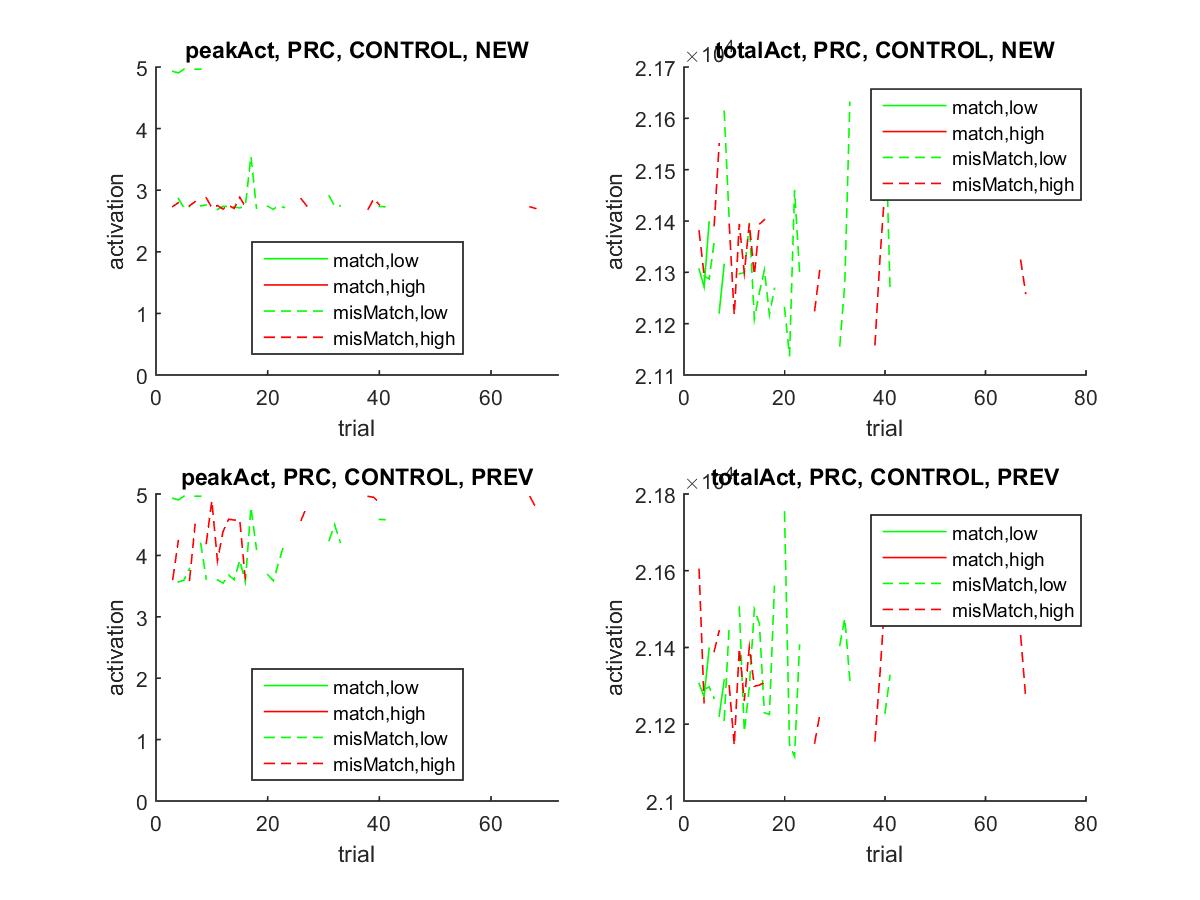 peakAct, PRC, CONTROL, NEW
5
4
3
2
1
0
activation
match,low
match,high
misMatch,low
misMatch,high
0 20 40 60
trial
totalAct, PRC, CONTROL, NEW
2.17
2.16
2.15
2.14
2.13
2.12
2.11
activation
match,low
match,high
misMatch,low
misMatch,high
0 20 40 60 80
trial
peakAct, PRC, CONTROL, PREV
5
4
3
2
1
0
activation
match,low
match,high
misMatch,low
misMatch,high
0 20 40 60
trial
totalAct, PRC, CONTROL, PREV
2.18
2.16
2.14
2.12
2.1
activation
match,low
match,high
misMatch,low
misMatch,high
0 20 40 60 80
trial